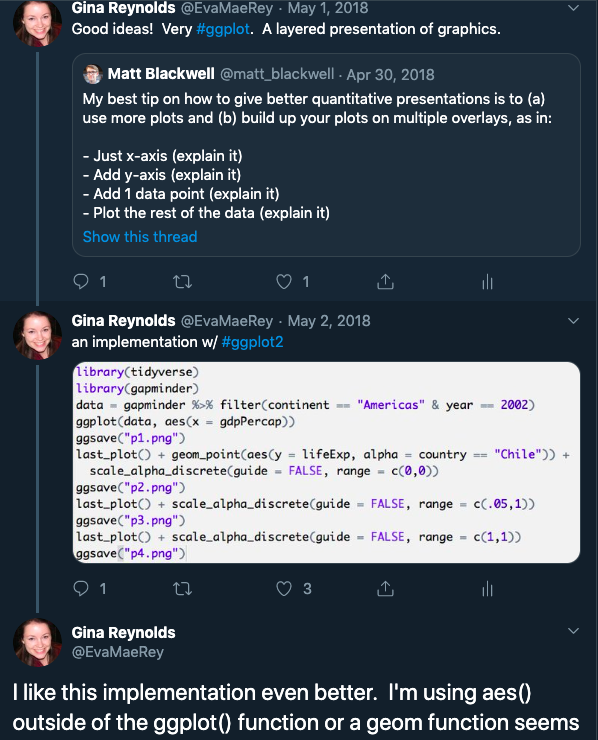 Gina Reynolds @EvaMaeRey · May 1, 2018
Good ideas!  Very #ggplot.  A layered presentation of graphics.
Matt Blackwell @matt_blackwell · Apr 30, 2018
My best tip on how to give better quantitative presentations is to (a)
use more plots and (b) build up your plots on multiple overlays, as in:
- Just x-axis (explain it)
- Add y-axis (explain it)
- Add 1 data point (explain it)
- Plot the rest of the data (explain it)
Show this thread
1 1
Gina Reynolds @EvaMaeRey · May 2, 2018
an implementation w/ #ggplot2
library(tidyverse)
library(gapminder)
data = gapminder %>% filter(continent == "Americas" & year == 2002)
ggplot(data, aes(x = gdpPercap))
ggsave("p1.png")
last_plot() + geom_point(aes(y = lifeExp, alpha = country == "Chile")) +
  scale_alpha_discrete(guide = FALSE, range = c(0,0))
ggsave("p2.png")
last_plot() + scale_alpha_discrete(guide = FALSE, range = c(.05,1))
ggsave("p3.png")
last_plot() + scale_alpha_discrete(guide = FALSE, range = c(1,1))
ggsave("p4.png")
1 3
Gina Reynolds
@EvaMaeRey
I like this implementation even better.  I'm using aes()
outside of the ggplot() function or a geom function seems